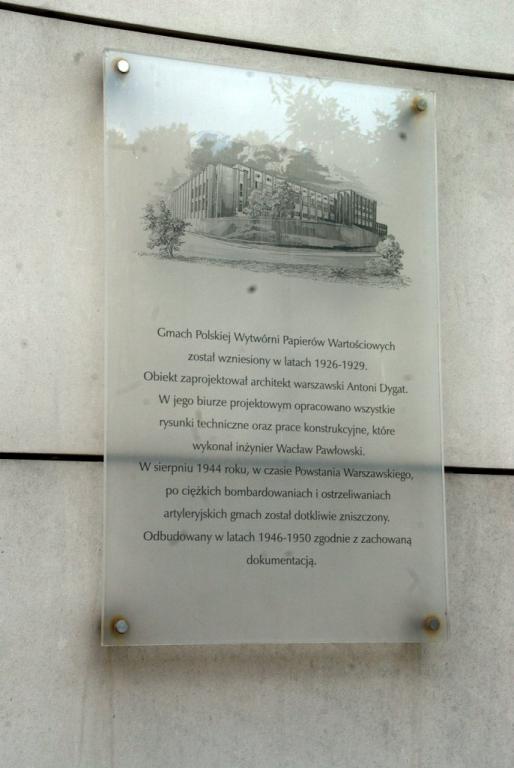 Gmach Polskiej Wytwórni Papierów Wartościowych
został wzniesiony w latach 1926-1929.
Obiekt zaprojektował architekt warszawski Antoni Dygat.
W jego biurze projektowym opracowano wszystkie
rysunki techniczne oraz prace konstrukcyjne, które
wykonał inżynier Wacław Pawłowski.
W sierpniu 1944 roku, w czasie Powstania Warszawskiego,
po ciężkich bombardowaniach i ostrzeliwaniach
artyleryjskich gmach został dotkliwie zniszczony.
Odbudowany w latach 1946-1950 zgodnie z zachowaną
dokumentacją.